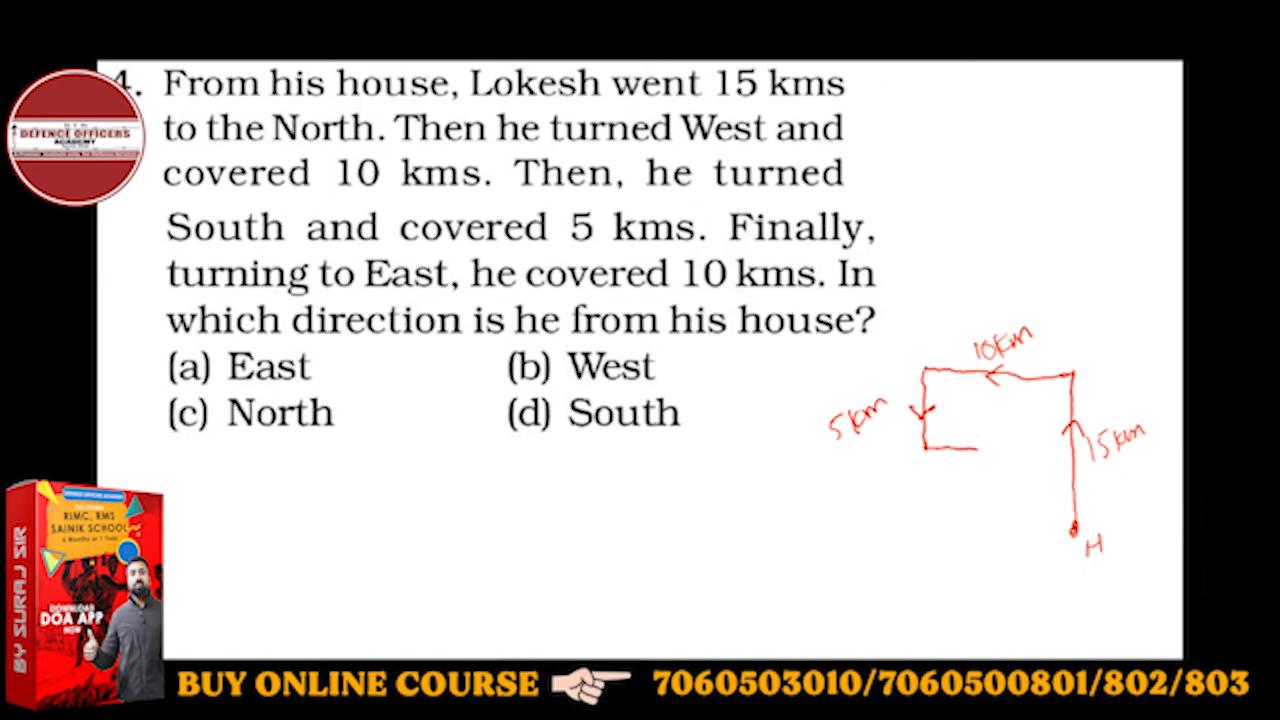 4. From his house, Lokesh went 15 kms
to the North. Then he turned West and
covered 10 kms. Then, he turned
South and covered 5 kms. Finally,
turning to East, he covered 10 kms. In
which direction is he from his house?
(a) East (b) West
(c) North (d) South
10km
5km
15km
H
DEFENCE OFFICERS
ACADEMY
DEFENCE OFFICERS ACADEMY
RIMC, RMS
SAINIK SCHOOL
BY SURAJ SIR
DOWNLOAD
DOA APP
NOW
BUY ONLINE COURSE 7060503010/7060500801/802/803